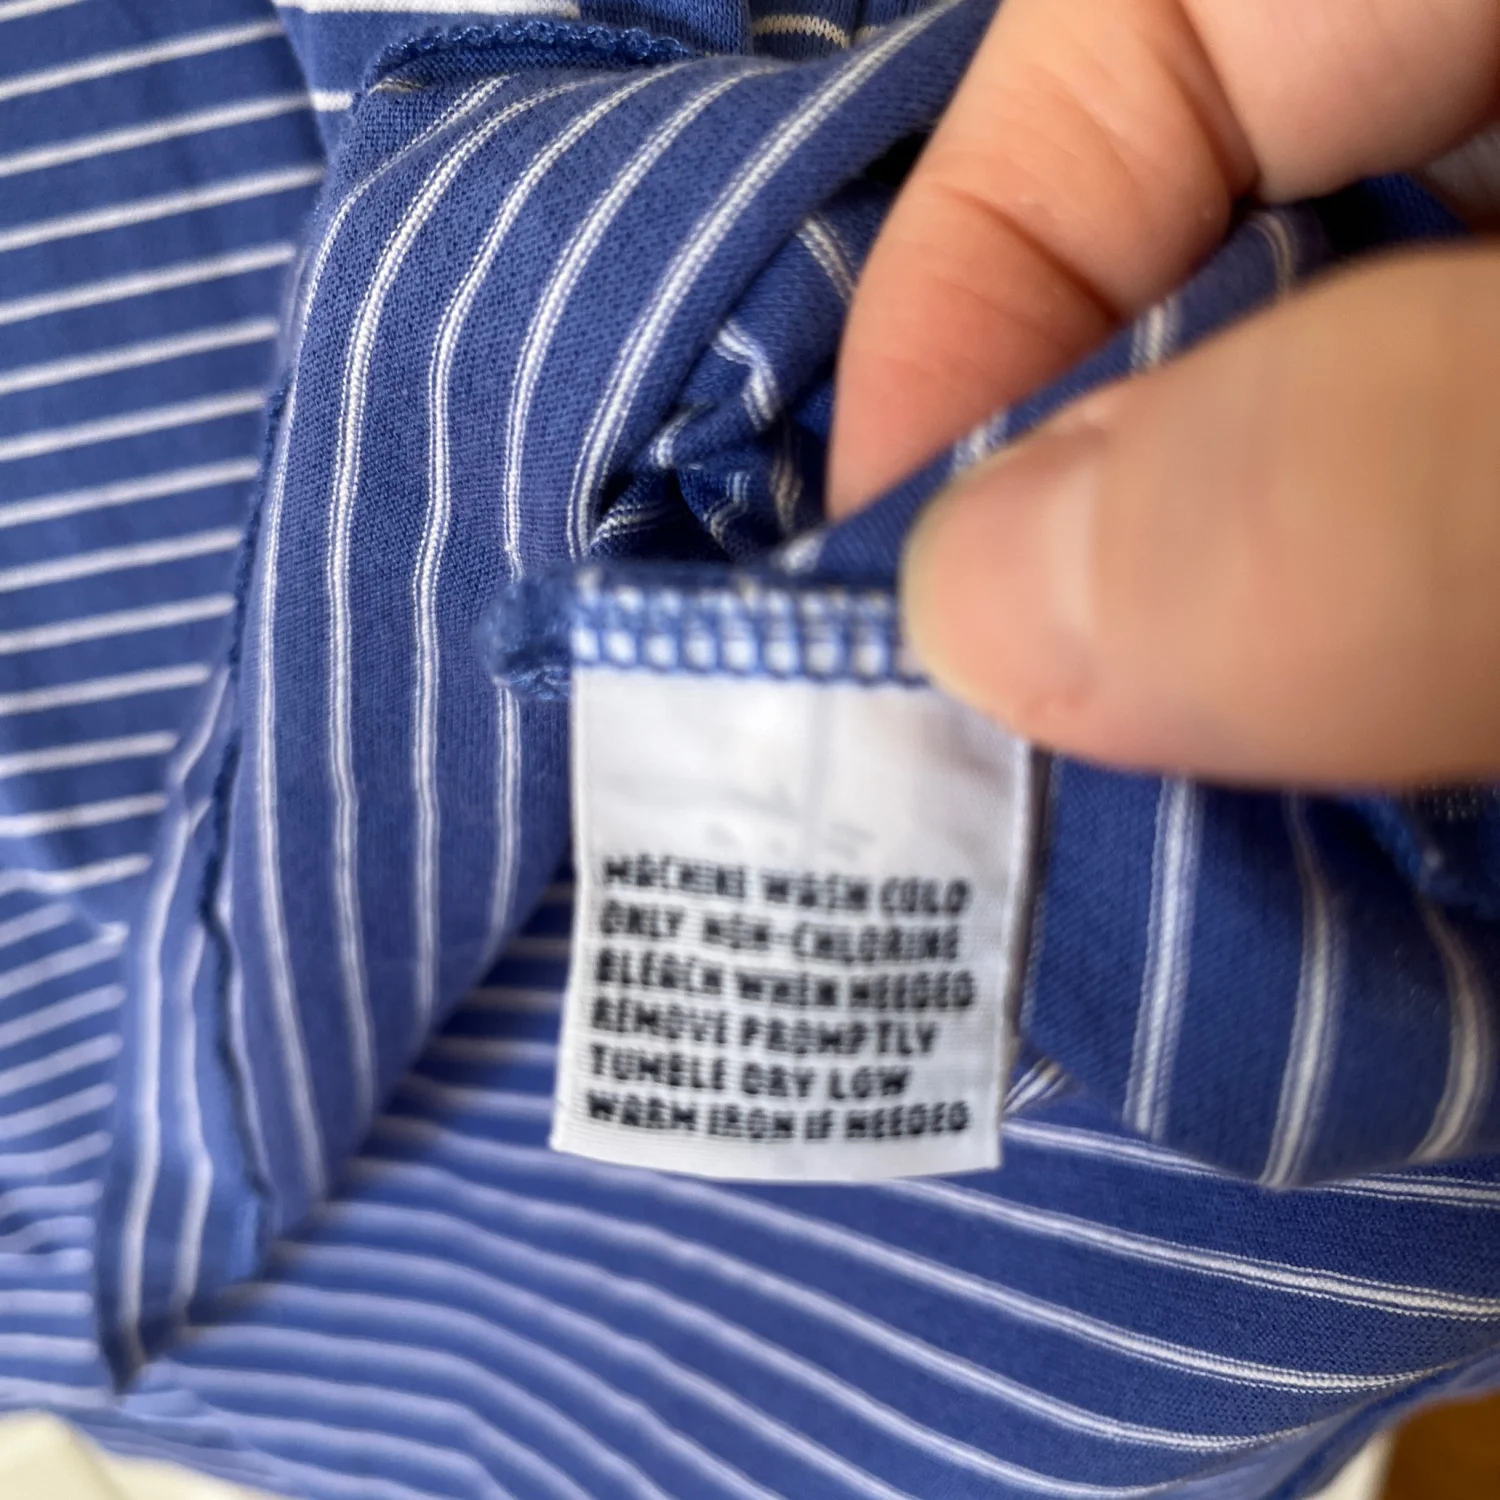 MACHINE WASH COLD
ONLY NON-CHLORINE
BLEACH WHEN NEEDED
REMOVE PROMPTLY
TUMBLE DRY LOW
WARM IRON IF NEEDED